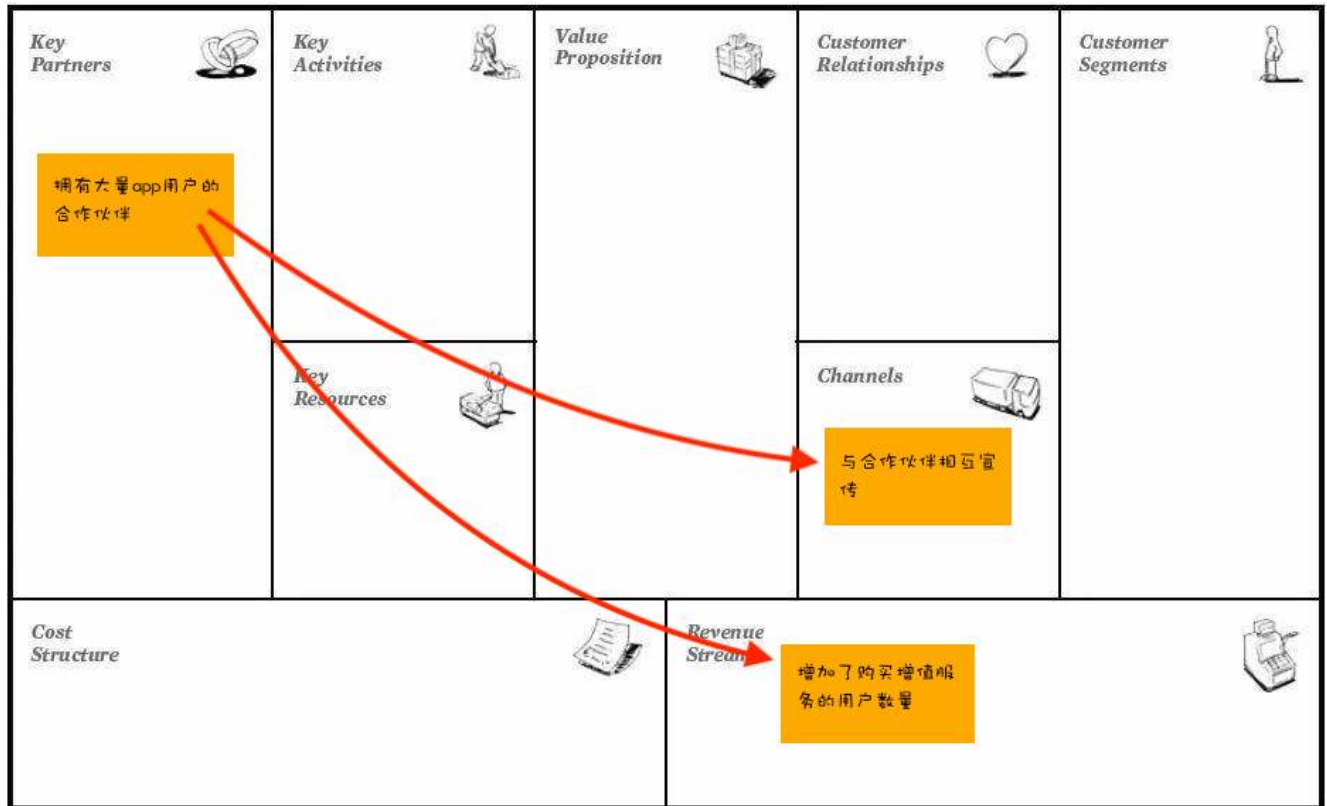 Key
Partners
Key
Activities
Value
Proposition
Customer
Relationships
Customer
Segments
拥有大量app用户的
合作伙伴
Key
Resources
Channels
与合作伙伴相互宣
传
Cost
Structure
Revenue
增加了购买增值服
务的用户数量